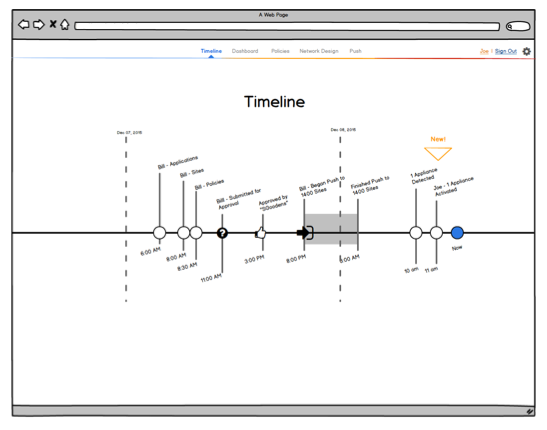 A Web Page
Timeline Dashboard Policies Network Design Push
Joe | Sign Out
Timeline
Dec 07, 2015
Dec 08, 2015
New!
Bill - Applications
Bill - Sites
Bill - Policies
Bill - Submitted for
Approval
Approved by
Bill - Began Push to
1400 Sites
Finished Push to
1400 Sites
1 Appliance
Detected
Joe - 1 Appliance
Activated
6:00 AM
8:00 AM
8:30 AM
11:00 AM
3:00 PM
8:00 PM
:00 AM
10 am
11 am
Now